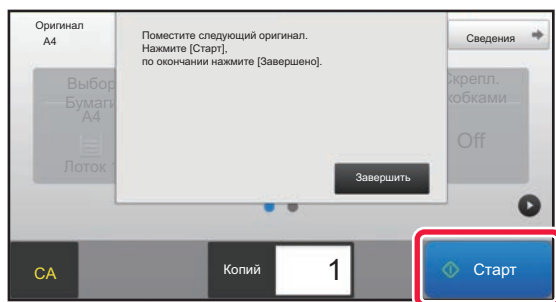 Оригинал
A4
Поместите следующий оригинал.
Нажмите [Старт],
по окончании нажмите [Завершено].
Сведения
Выбор
Бумаги
A4
Лоток
Скрепл.
Скобками
Off
Завершить
CA
Копий
1
Старт